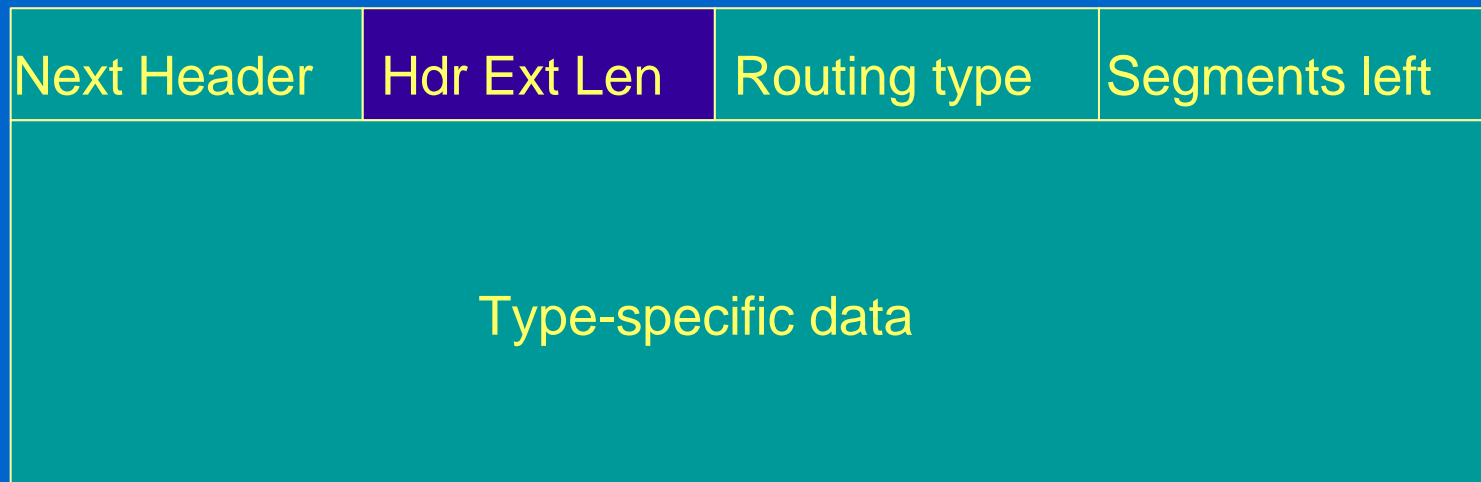 Next Header Hdr Ext Len Routing type Segments left
Type-specific data